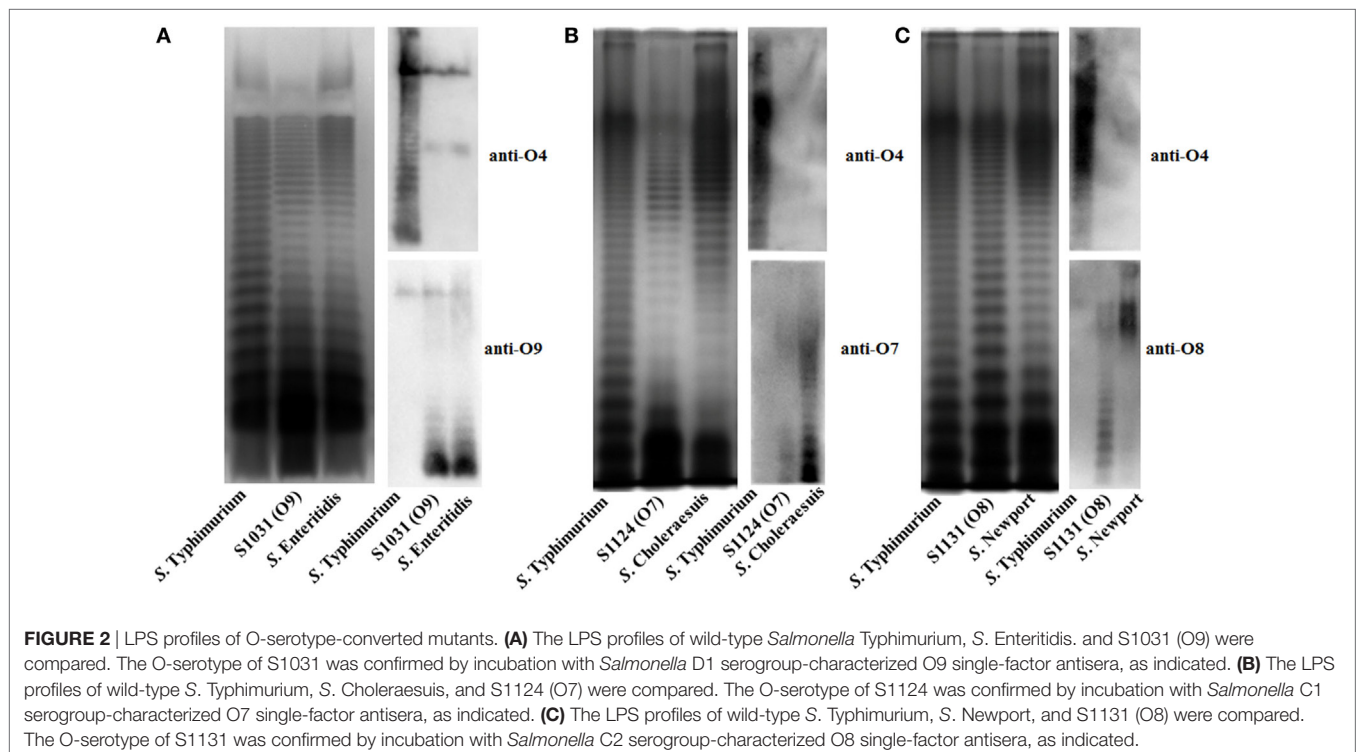 A
B
C
anti-O4
anti-O4
anti-O4
anti-O9
anti-O7
anti-O8
S. Typhimurium
S1031 (O9)
S. Enteritidis
S. Typhimurium
S1031 (O9)
S. Enteritidis
S. Typhimurium
S1124 (O7)
S. Choleraesuis
S. Typhimurium
S1124 (O7)
S. Choleraesuis
S. Typhimurium
S1131 (O8)
S. Newport
S. Typhimurium
S1131 (O8)
S. Newport
FIGURE 2 | LPS profiles of O-serotype-converted mutants. (A) The LPS profiles of wild-type Salmonella Typhimurium, S. Enteritidis. and S1031 (O9) were
compared. The O-serotype of S1031 was confirmed by incubation with Salmonella D1 serogroup-characterized O9 single-factor antisera, as indicated. (B) The LPS
profiles of wild-type S. Typhimurium, S. Choleraesuis, and S1124 (O7) were compared. The O-serotype of S1124 was confirmed by incubation with Salmonella C1
serogroup-characterized O7 single-factor antisera, as indicated. (C) The LPS profiles of wild-type S. Typhimurium, S. Newport, and S1131 (O8) were compared.
The O-serotype of S1131 was confirmed by incubation with Salmonella C2 serogroup-characterized O8 single-factor antisera, as indicated.